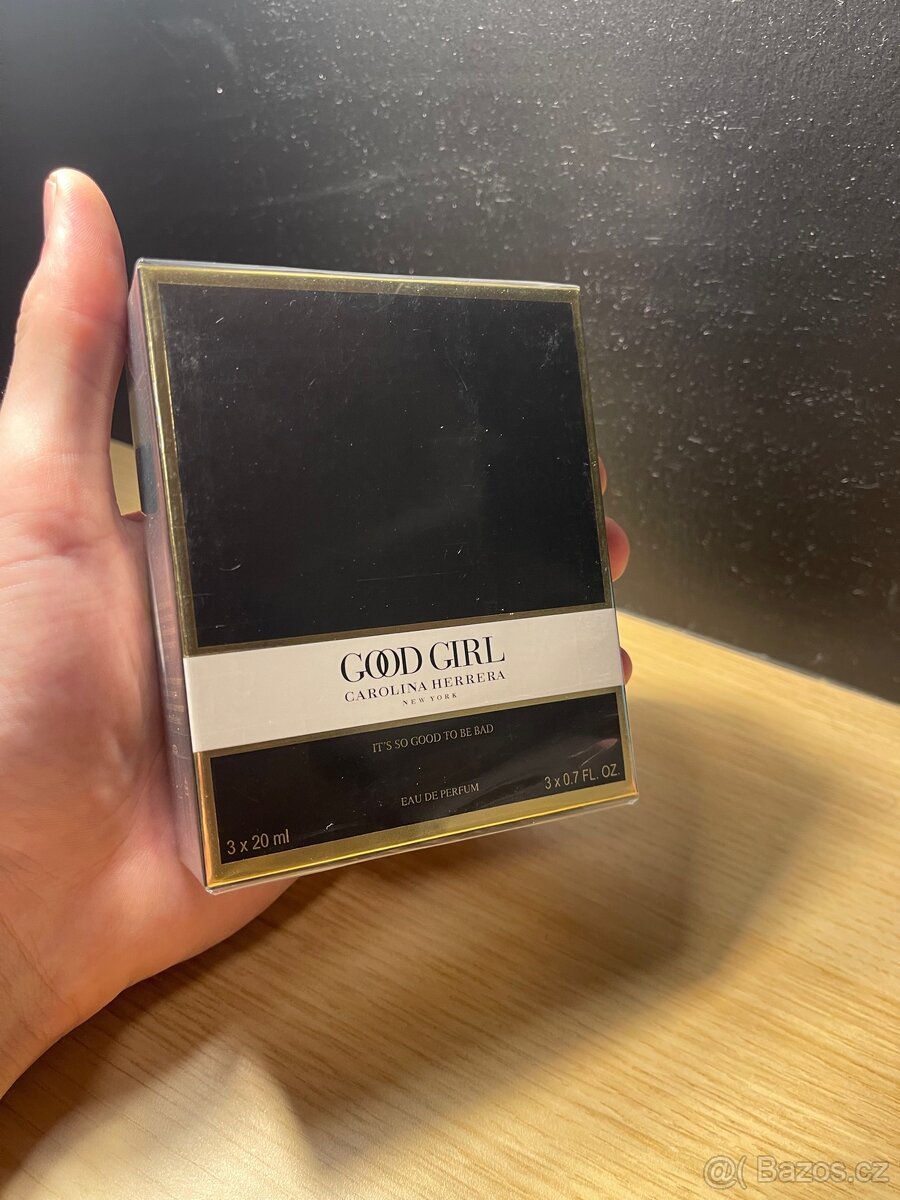 GOOD GIRL
CAROLINA HERRERA
NEW YORK
IT'S SO GOOD TO BE BAD
EAU DE PERFUM
3 x 0.7 FL. OZ.
3 x 20 ml
@( Bazos.cz